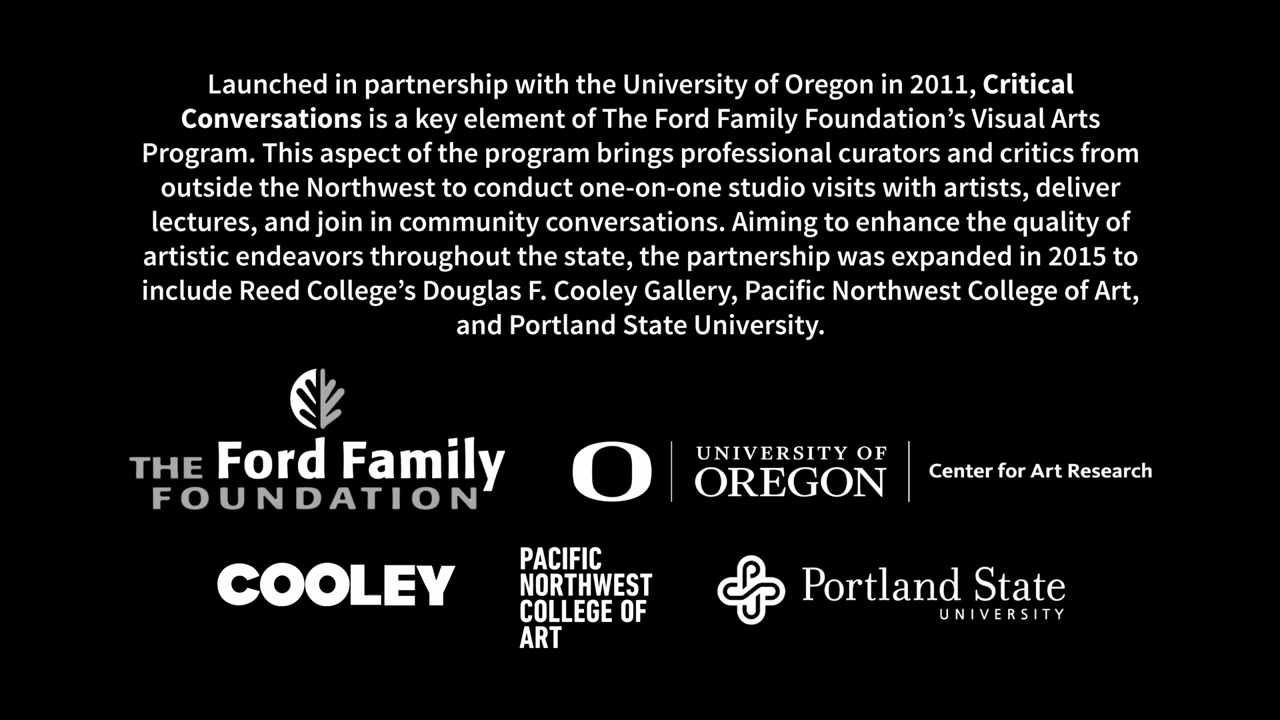 Launched in partnership with the University of Oregon in 2011, Critical
Conversations is a key element of The Ford Family Foundation’s Visual Arts
Program. This aspect of the program brings professional curators and critics from
outside the Northwest to conduct one-on-one studio visits with artists, deliver
lectures, and join in community conversations. Aiming to enhance the quality of
artistic endeavors throughout the state, the partnership was expanded in 2015 to
include Reed College’s Douglas F. Cooley Gallery, Pacific Northwest College of Art,
and Portland State University.
THE Ford Family
FOUNDATION
O
UNIVERSITY OF
OREGON
Center for Art Research
COOLEY
PACIFIC
NORTHWEST
COLLEGE OF
ART
Portland State
UNIVERSITY